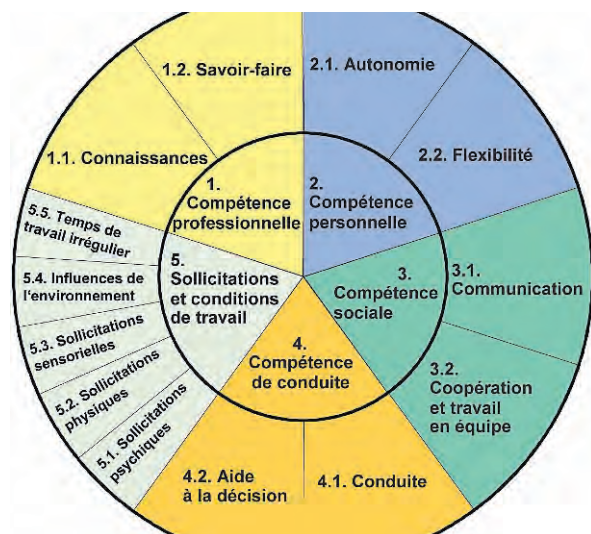 1.2. Savoir-faire
1.1. Connaissances
1.
Compétence
professionnelle
2.1. Autonomie
2.2. Flexibilité
2.
Compétence
personnelle
3.
Compétence
sociale
3.1.
Communication
3.2.
Coopération
et travail
en équipe
4.
Compétence
de conduite
4.1. Conduite
4.2. Aide
à la décision
5.
Sollicitations
et conditions
de travail
5.5. Temps de
travail irrégulier
5.4. Influences de
l'environnement
5.3. Sollicitations
sensorielles
5.2. Sollicitations
physiques
5.1. Sollicitations
psychiques